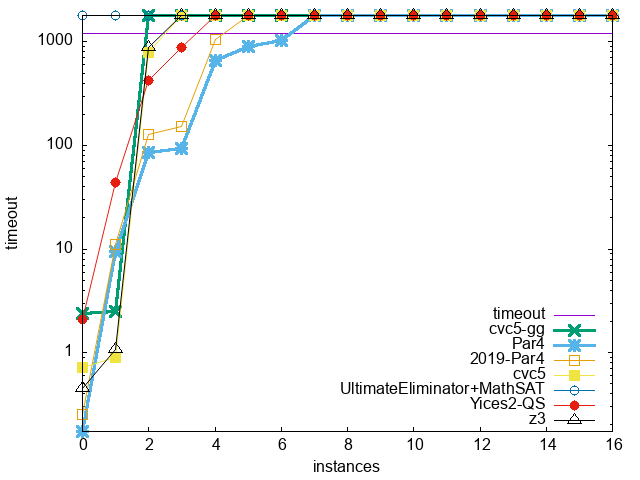 1000
100
10
1
timeout
timeout
cvc5-gg
Par4
2019-Par4
cvc5
UltimateEliminator+MathSAT
Yices2-QS
z3
0 2 4 6 8 10 12 14 16
instances